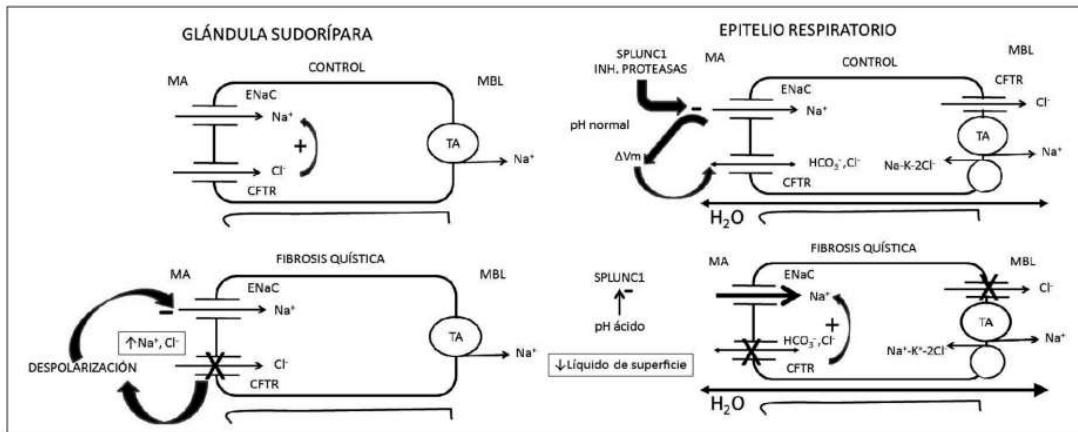 GLÁNDULA SUDORÍPARA
CONTROL
MA
MBL
ENaC
Na⁺
+
TA
Na⁺
Cl⁻
CFTR
EPITELIO RESPIRATORIO
SPLUNC1
INH. PROTEASAS
MA
CONTROL
MBL
CFTR
ENaC
Cl⁻
-
Na⁺
pH normal
TA
Na⁺
ΔVm
HCO₃⁻,Cl⁻
Na-K-2Cl⁻
CFTR
H₂O
FIBROSIS QUÍSTICA
MA
MBL
ENaC
-
Na⁺
↑Na⁺, Cl⁻
TA
Na⁺
DESPOLARIZACIÓN
X
Cl⁻
CFTR
FIBROSIS QUÍSTICA
MA
MBL
ENaC
SPLUNC1
X
Cl⁻
-
Na⁺
pH ácido
+
TA
HCO₃⁻,Cl⁻
Na⁺
↓Líquido de superficie
X
Na⁺-K⁺-2Cl⁻
CFTR
H₂O